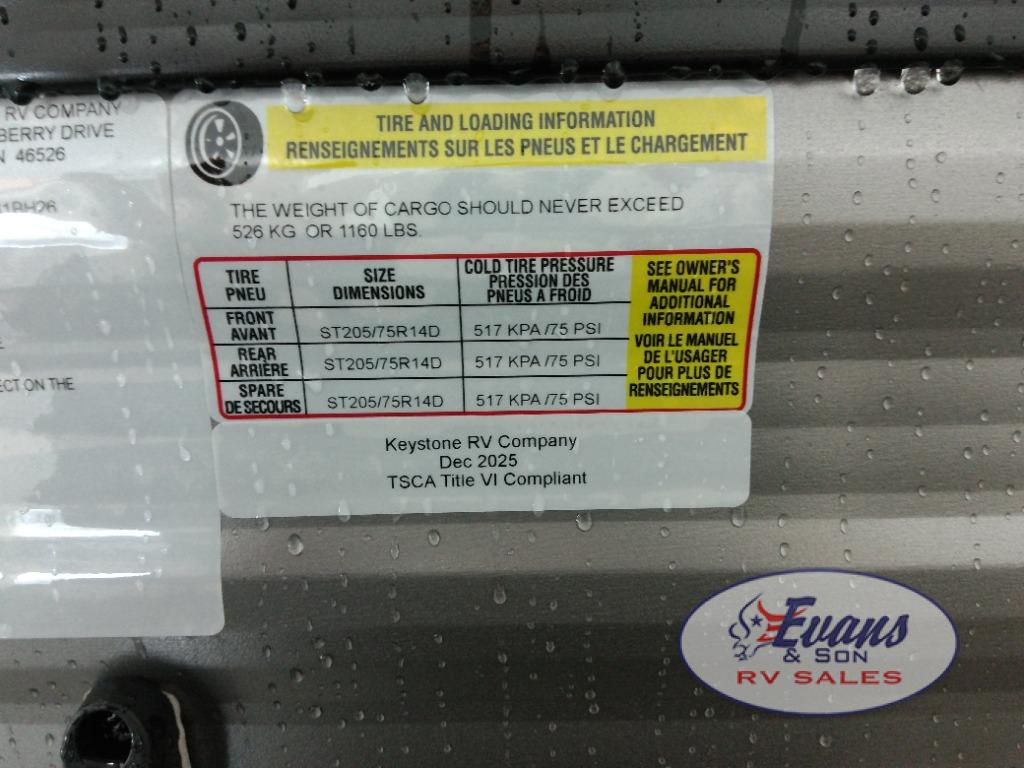 RV COMPANY
BERRY DRIVE
N 46526
1BH26
ECT ON THE
TIRE AND LOADING INFORMATION
RENSEIGNEMENTS SUR LES PNEUS ET LE CHARGEMENT
THE WEIGHT OF CARGO SHOULD NEVER EXCEED
526 KG OR 1160 LBS.
TIRE
PNEU
SIZE
DIMENSIONS
COLD TIRE PRESSURE
PRESSION DES
PNEUS A FROID
FRONT
AVANT
ST205/75R14D
517 KPA /75 PSI
REAR
ARRIÈRE
ST205/75R14D
517 KPA /75 PSI
SPARE
DE SECOURS
ST205/75R14D
517 KPA /75 PSI
SEE OWNER'S
MANUAL FOR
ADDITIONAL
INFORMATION
VOIR LE MANUEL
DE L'USAGER
POUR PLUS DE
RENSEIGNEMENTS
Keystone RV Company
Dec 2025
TSCA Title VI Compliant
Evans
& SON
RV SALES